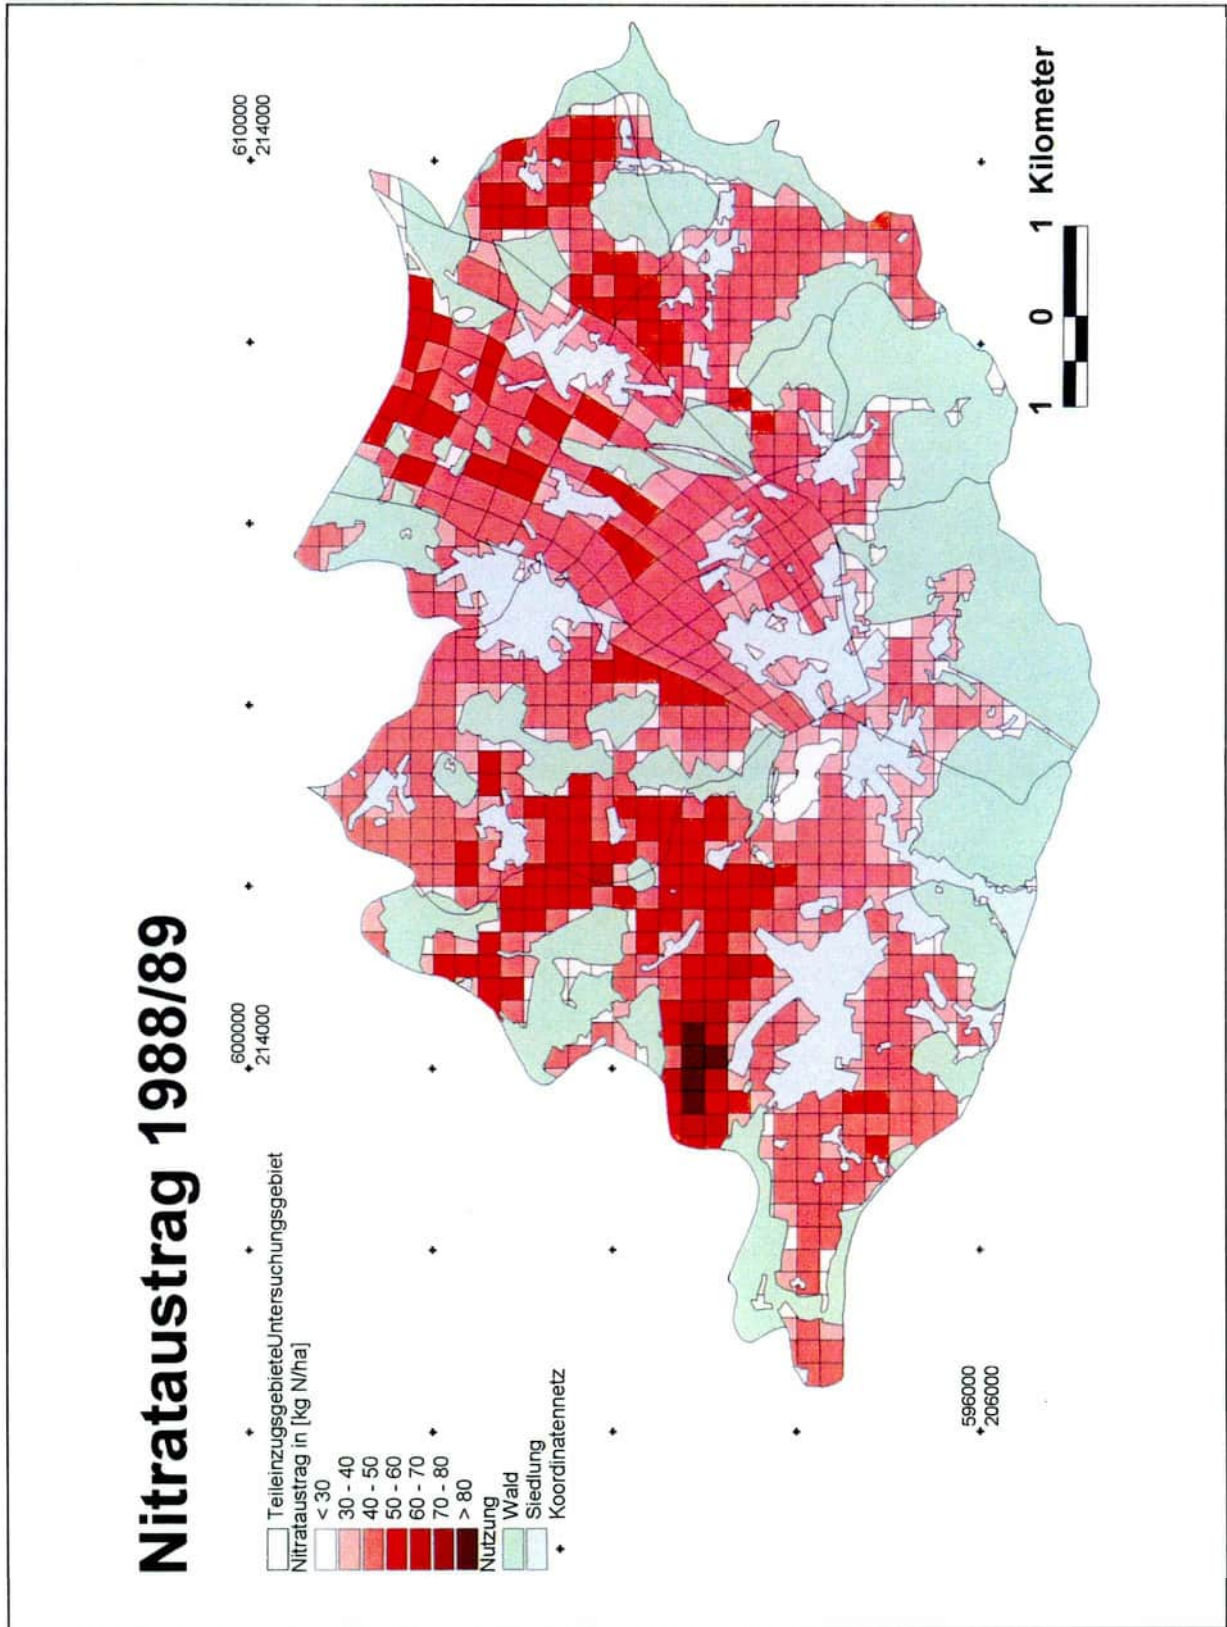 Nitrataustrag 1988/89
TeileinzugsgebieteUntersuchungsgebiet
Nitrataustrag in [kg N/ha]
< 30
30 - 40
40 - 50
50 - 60
60 - 70
70 - 80
> 80
Nutzung
Wald
Siedlung
Koordinatennetz
600000
214000
610000
214000
596000
206000
1 0 1 Kilometer